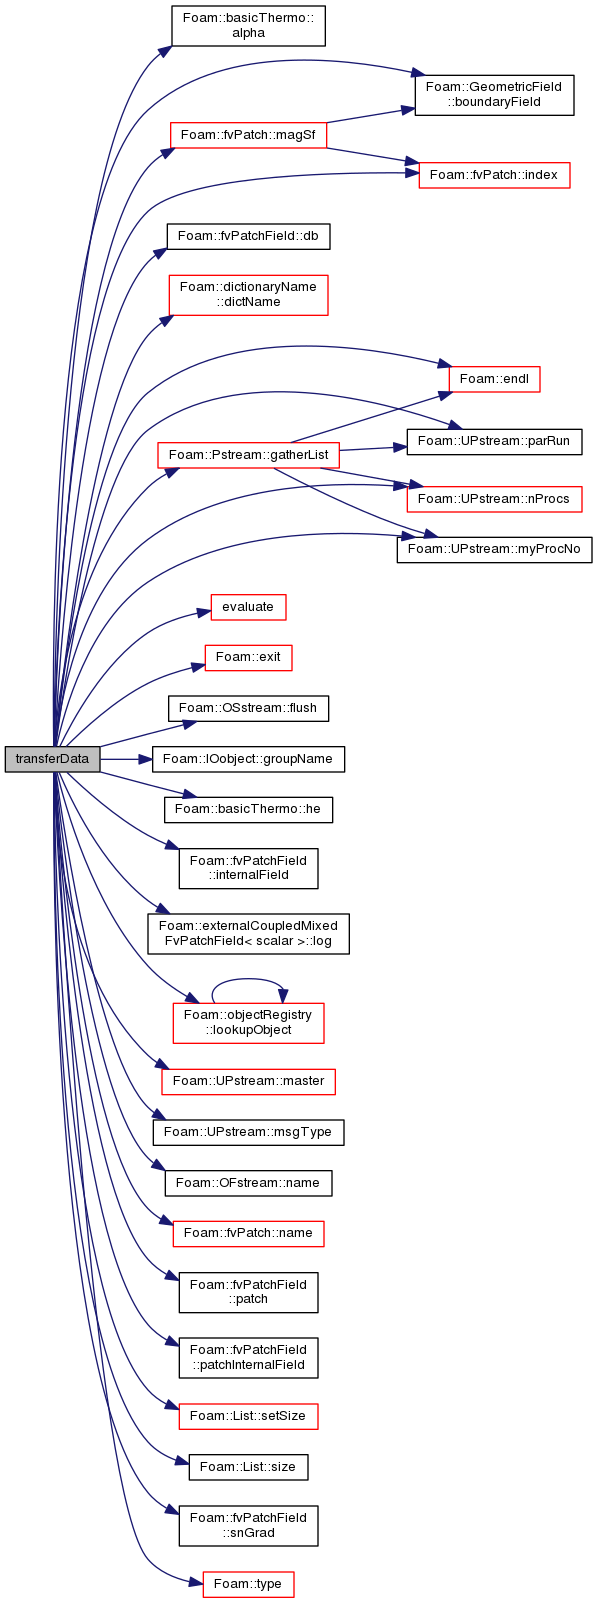 Foam::basicThermo::
alpha
Foam::GeometricField
::boundaryField
Foam::fvPatch::magSf
Foam::fvPatch::index
Foam::fvPatchField::db
Foam::dictionaryName
::dictName
Foam::endl
Foam::UPstream::parRun
Foam::Pstream::gatherList
Foam::UPstream::nProcs
Foam::UPstream::myProcNo
evaluate
Foam::exit
Foam::OSstream::flush
transferData
Foam::IOobject::groupName
Foam::basicThermo::he
Foam::fvPatchField
::internalField
Foam::externalCoupledMixed
FvPatchField< scalar >::log
Foam::objectRegistry
::lookupObject
Foam::UPstream::master
Foam::UPstream::msgType
Foam::OFstream::name
Foam::fvPatch::name
Foam::fvPatchField
::patch
Foam::fvPatchField
::patchInternalField
Foam::List::setSize
Foam::List::size
Foam::fvPatchField
::snGrad
Foam::type